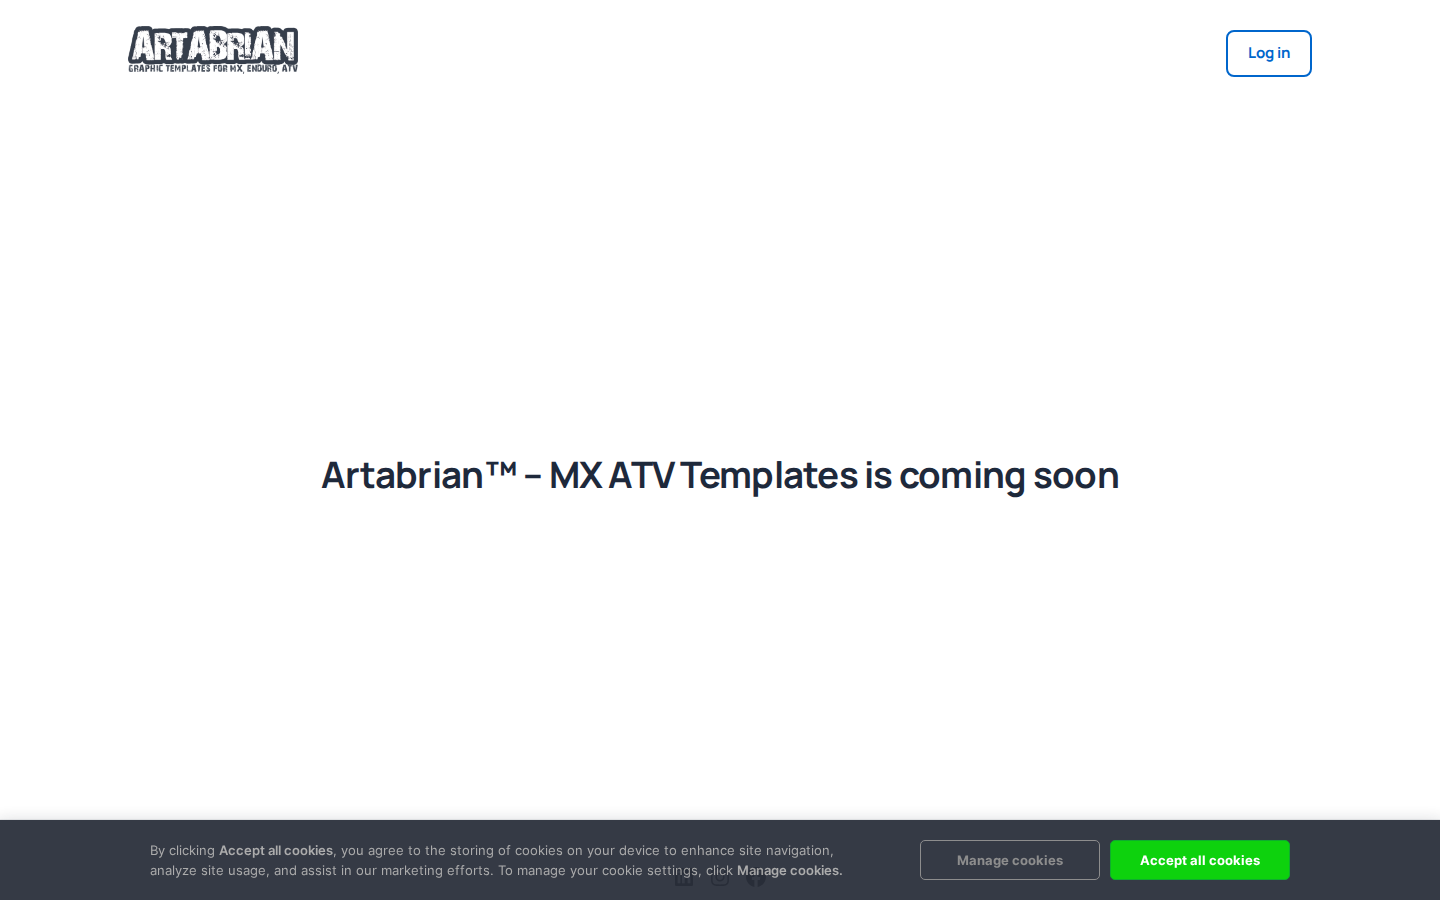 ARTABRIAN
GRAPHIC TEMPLATES FOR MX, ENDURO, ATV
Log in
Artabrian™ – MX ATV Templates is coming soon
By clicking Accept all cookies, you agree to the storing of cookies on your device to enhance site navigation,
analyze site usage, and assist in our marketing efforts. To manage your cookie settings, click Manage cookies.
Manage cookies
Accept all cookies